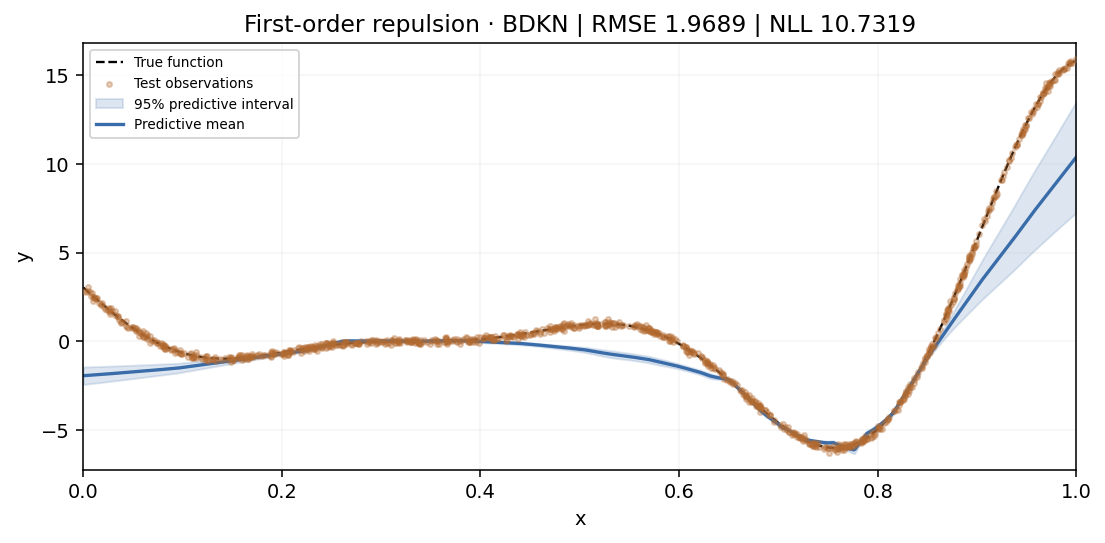 First-order repulsion · BDKN | RMSE 1.9689 | NLL 10.7319
True function
Test observations
95% predictive interval
Predictive mean
15
10
5
0
−5
y
0.0 0.2 0.4 0.6 0.8 1.0
x